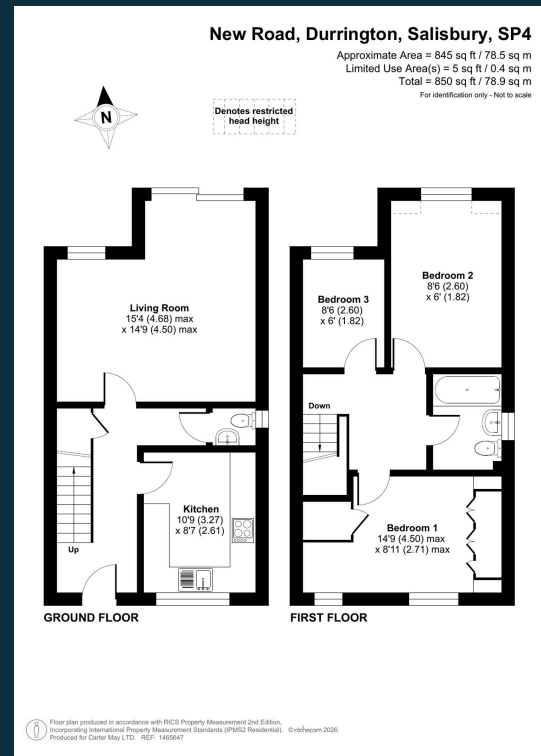 New Road, Durrington, Salisbury, SP4
Approximate Area = 845 sq ft / 78.5 sq m
Limited Use Area(s) = 5 sq ft / 0.4 sq m
Total = 850 sq ft / 78.9 sq m
For identification only - Not to scale
N
Denotes restricted
head height
Living Room
15'4 (4.68) max
x 14'9 (4.50) max
Up
Kitchen
10'9 (3.27)
x 8'7 (2.61)
GROUND FLOOR
Bedroom 2
8'6 (2.60)
x 6' (1.82)
Bedroom 3
8'6 (2.60)
x 6' (1.82)
Down
Bedroom 1
14'9 (4.50) max
x 8'11 (2.71) max
FIRST FLOOR
Floor plan produced in accordance with RICS Property Measurement 2nd Edition,
Incorporating International Property Measurement Standards (IPMS2 Residential). © nichecom 2026.
Produced for Carter May LTD. REF: 1465647